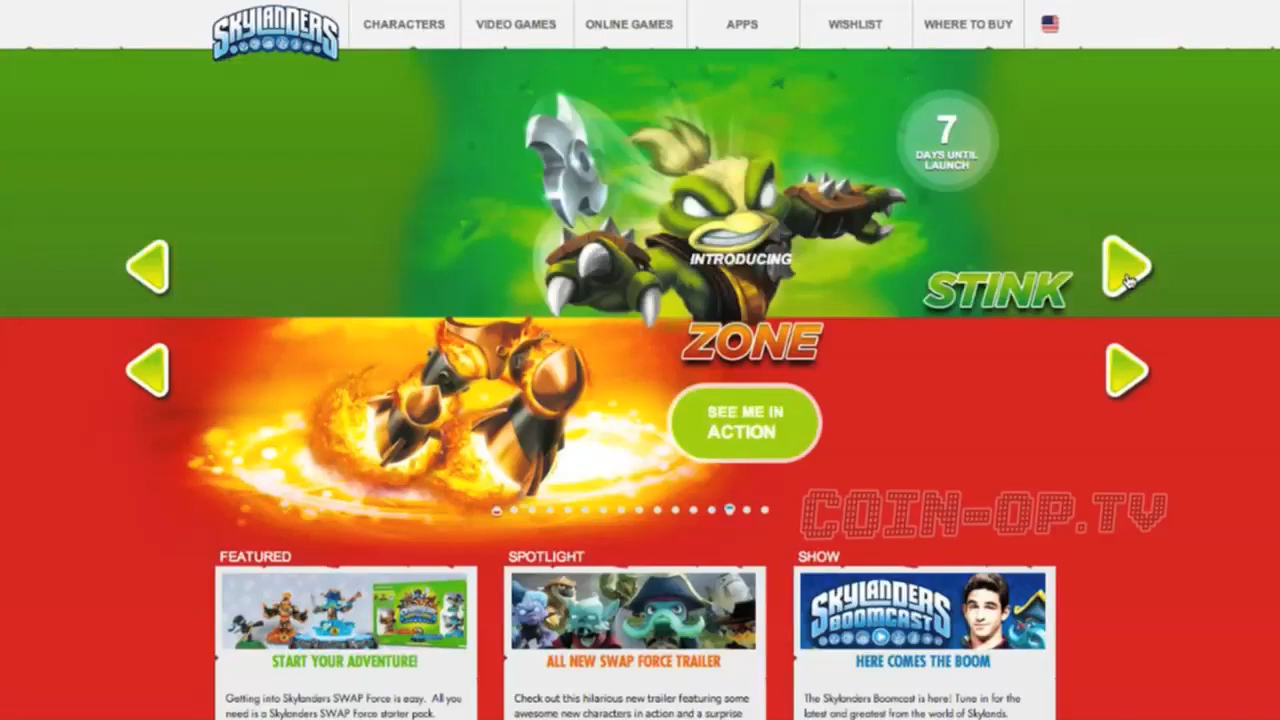 SKYLANDERS
CHARACTERS
VIDEO GAMES
ONLINE GAMES
APPS
WISHLIST
WHERE TO BUY
7
DAYS UNTIL
LAUNCH
INTRODUCING
STINK
ZONE
SEE ME IN
ACTION
COIN-OP.TV
FEATURED
SPOTLIGHT
SHOW
SKYLANDERS
BOOMCAST
START YOUR ADVENTURE!
ALL NEW SWAP FORCE TRAILER
HERE COMES THE BOOM
Getting into Skylanders SWAP Force is easy. All you
need is a Skylanders SWAP Force starter pack.
Check out this hilarious new trailer featuring some
awesome new characters in action and a surprise
The Skylanders Boomcast is here! Tune in for the
latest and greatest from the world of Skylands.